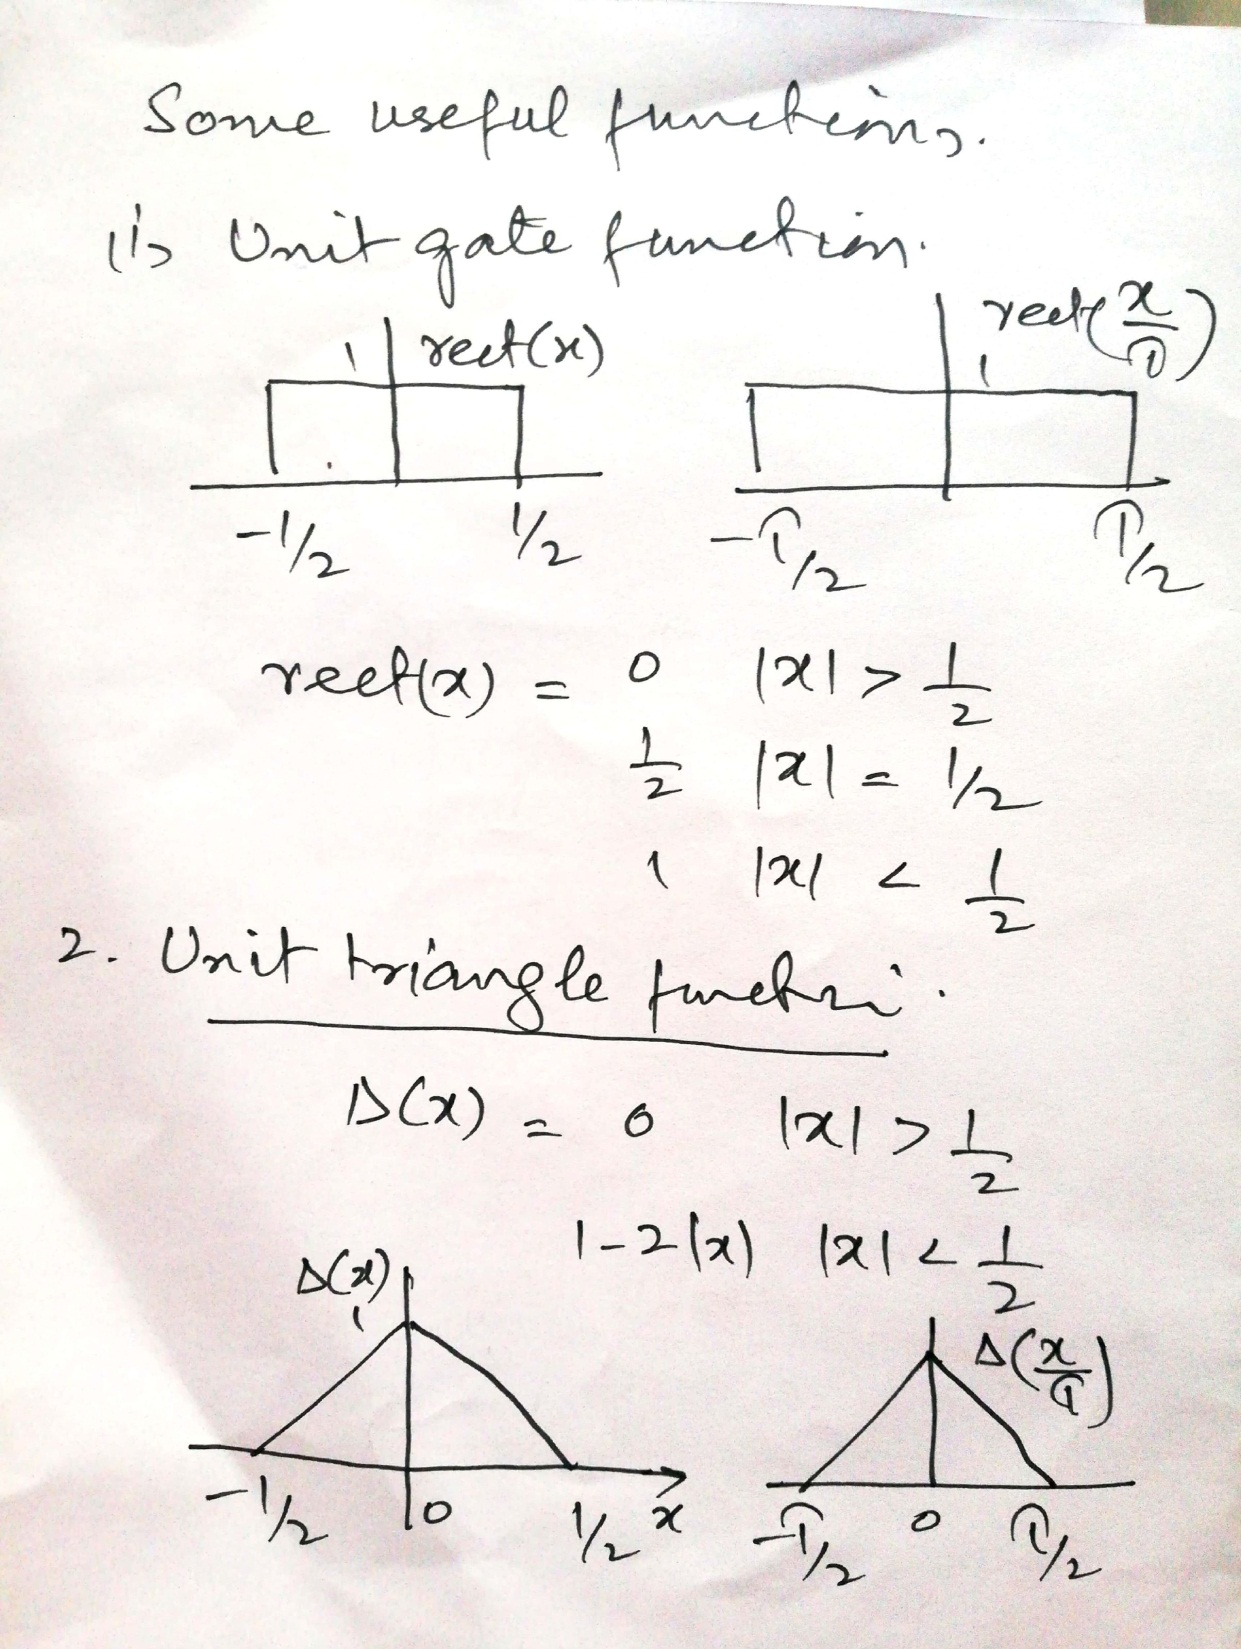 Some useful functions.
(1) Unit gate function.
1 rect(x)
rect(x/τ)
1
-1/2 1/2
-τ/2 τ/2
rect(x) = 0 |x| > 1/2
1/2 |x| = 1/2
1 |x| < 1/2
2. Unit triangle function.
Δ(x) = 0 |x| > 1/2
1-2|x) |x| < 1/2
Δ(x)
1
Δ(x/τ)
-1/2 0 1/2 x
-τ/2 0 τ/2